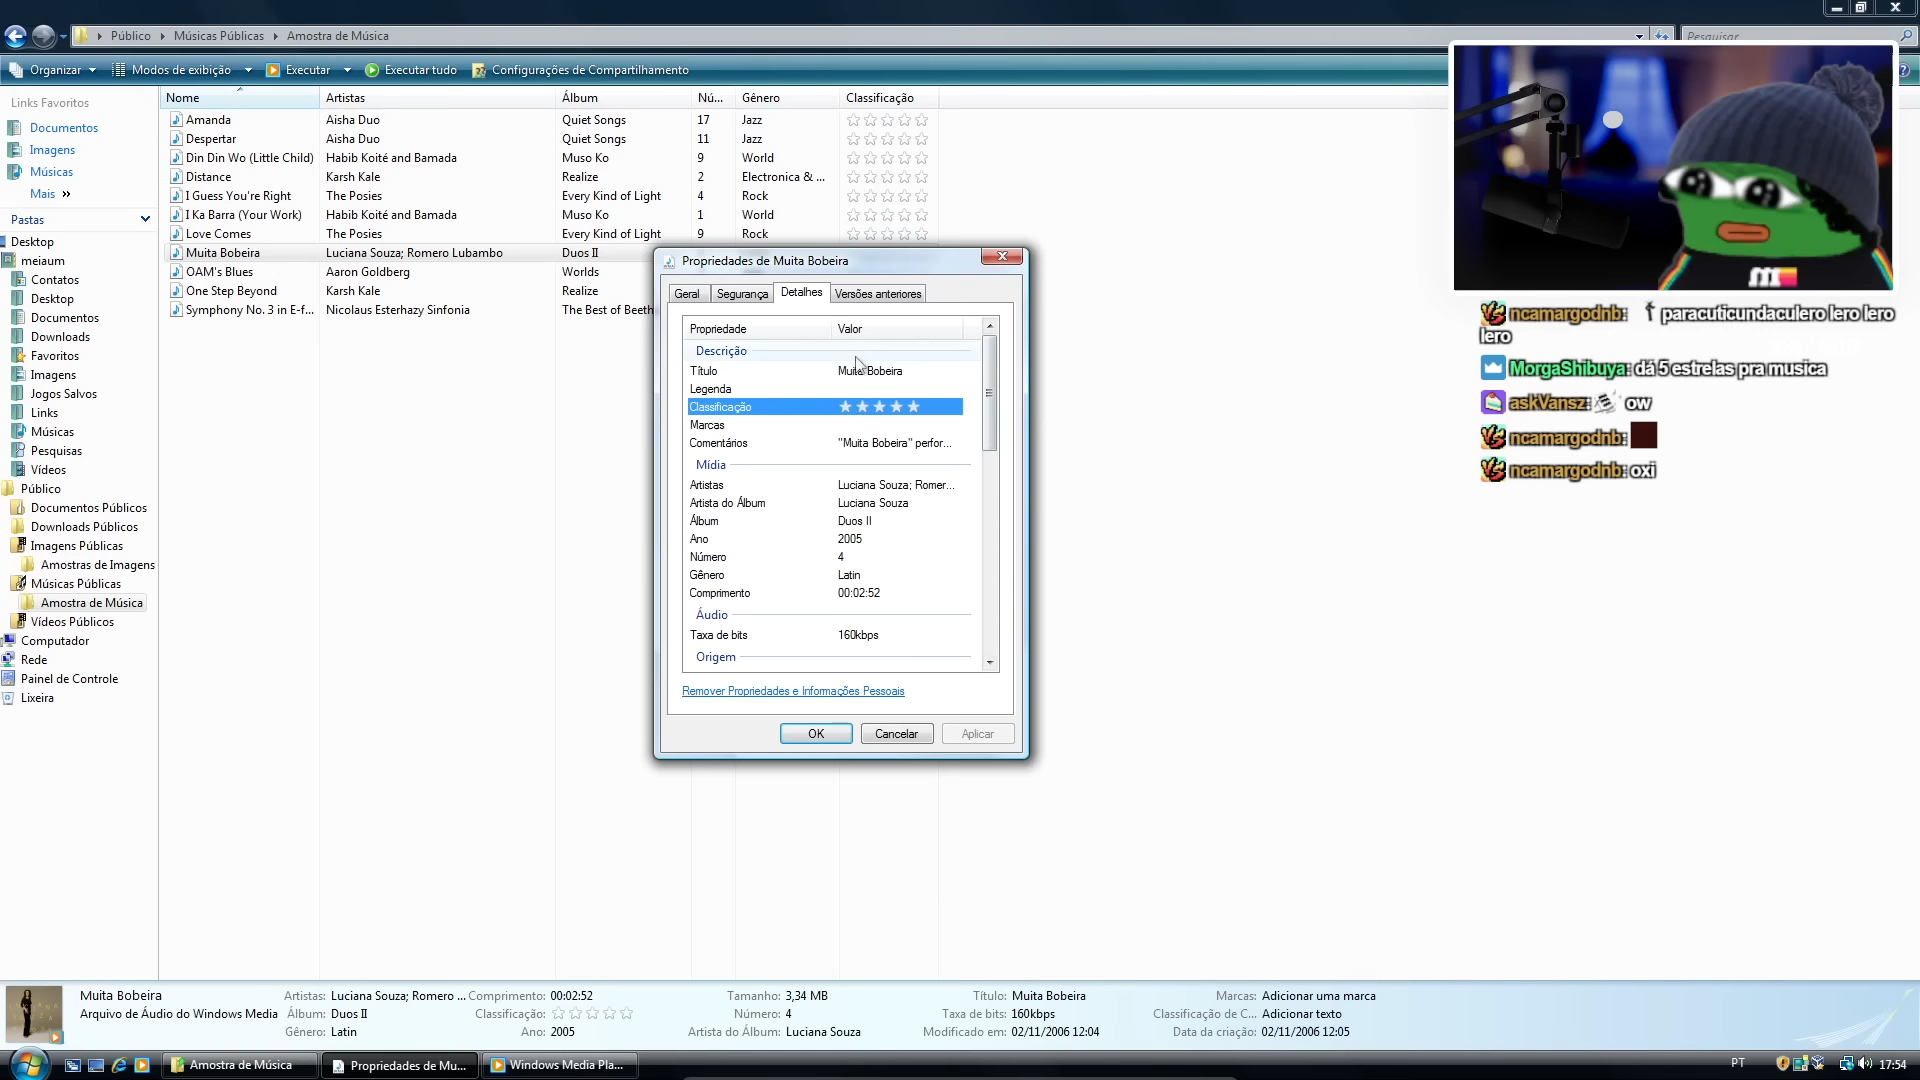 Público ▸ Músicas Públicas ▸ Amostra de Música
Pesquisar
Organizar
Modos de exibição
Executar
Executar tudo
Configurações de Compartilhamento
Links Favoritos
Documentos
Imagens
Músicas
Mais »
Pastas
Desktop
meiaum
Contatos
Desktop
Documentos
Downloads
Favoritos
Imagens
Jogos Salvos
Links
Músicas
Pesquisas
Vídeos
Público
Documentos Públicos
Downloads Públicos
Imagens Públicas
Amostras de Imagens
Músicas Públicas
Amostra de Música
Vídeos Públicos
Computador
Rede
Painel de Controle
Lixeira
Nome Artistas Álbum Nú... Gênero Classificação
Amanda Aisha Duo Quiet Songs 17 Jazz
Despertar Aisha Duo Quiet Songs 11 Jazz
Din Din Wo (Little Child) Habib Koité and Bamada Muso Ko 9 World
Distance Karsh Kale Realize 2 Electronica & ...
I Guess You're Right The Posies Every Kind of Light 4 Rock
I Ka Barra (Your Work) Habib Koité and Bamada Muso Ko 1 World
Love Comes The Posies Every Kind of Light 9 Rock
Muita Bobeira Luciana Souza; Romero Lubambo Duos II
OAM's Blues Aaron Goldberg Worlds
One Step Beyond Karsh Kale Realize
Symphony No. 3 in E-f... Nicolaus Esterhazy Sinfonia The Best of Beeth
Propriedades de Muita Bobeira
Geral Segurança Detalhes Versões anteriores
Propriedade Valor
Descrição
Título Muita Bobeira
Legenda
Classificação
Marcas
Comentários "Muita Bobeira" perfor...
Mídia
Artistas Luciana Souza; Romer...
Artista do Álbum Luciana Souza
Álbum Duos II
Ano 2005
Número 4
Gênero Latin
Comprimento 00:02:52
Áudio
Taxa de bits 160kbps
Origem
Remover Propriedades e Informações Pessoais
OK Cancelar Aplicar
ncamargodnb: paracuticundaculero lero lero
lero
MorgaShibuya: dá 5 estrelas pra musica
askVansz: ow
ncamargodnb:
ncamargodnb: oxi
Muita Bobeira Artistas: Luciana Souza; Romero ... Comprimento: 00:02:52 Tamanho: 3,34 MB Título: Muita Bobeira Marcas: Adicionar uma marca
Arquivo de Áudio do Windows Media Álbum: Duos II Classificação: Número: 4 Taxa de bits: 160kbps Classificação de C... Adicionar texto
Gênero: Latin Ano: 2005 Artista do Álbum: Luciana Souza Modificado em: 02/11/2006 12:04 Data da criação: 02/11/2006 12:05
Amostra de Música
Propriedades de Mu...
Windows Media Pla...
PT
17:54